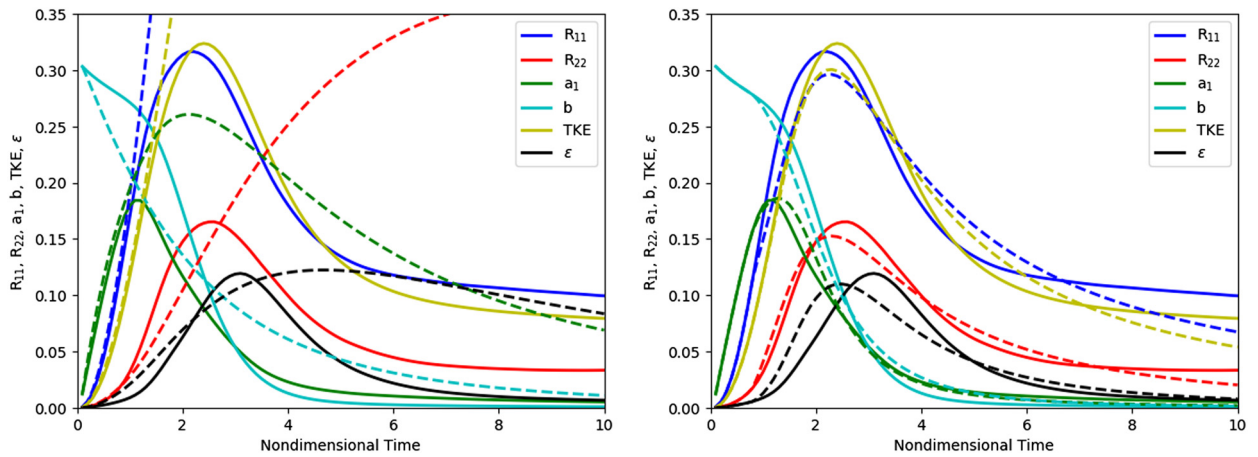 0.35
0.30
0.25
0.20
0.15
0.10
0.05
0.00
R₁₁, R₂₂, a₁, b, TKE, ε
0
2
4
6
8
10
Nondimensional Time
R₁₁
R₂₂
a₁
b
TKE
ε
0.35
0.30
0.25
0.20
0.15
0.10
0.05
0.00
R₁₁, R₂₂, a₁, b, TKE, ε
0
2
4
6
8
10
Nondimensional Time
R₁₁
R₂₂
a₁
b
TKE
ε